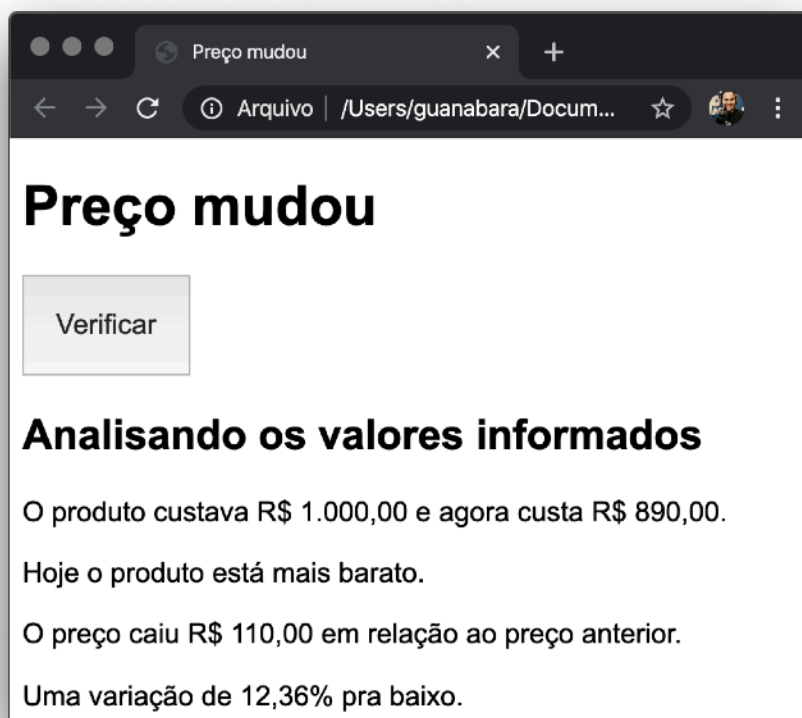 Preço mudou
Arquivo /Users/guanabara/Docum...
Preço mudou
Verificar
Analisando os valores informados
O produto custava R$ 1.000,00 e agora custa R$ 890,00.
Hoje o produto está mais barato.
O preço caiu R$ 110,00 em relação ao preço anterior.
Uma variação de 12,36% pra baixo.